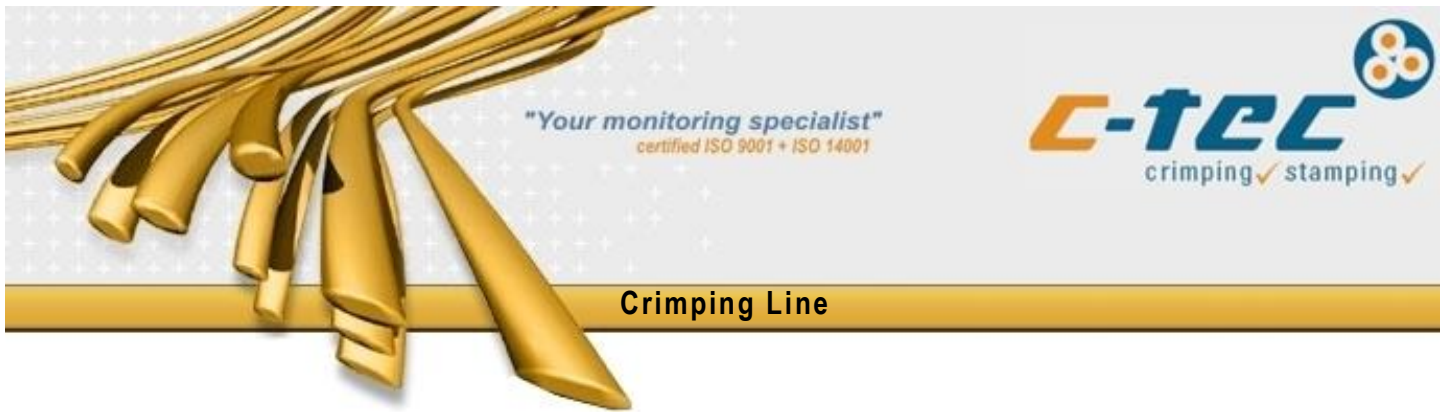 "Your monitoring specialist"
certified ISO 9001 + ISO 14001
c-tec
crimping✓ stamping✓
Crimping Line